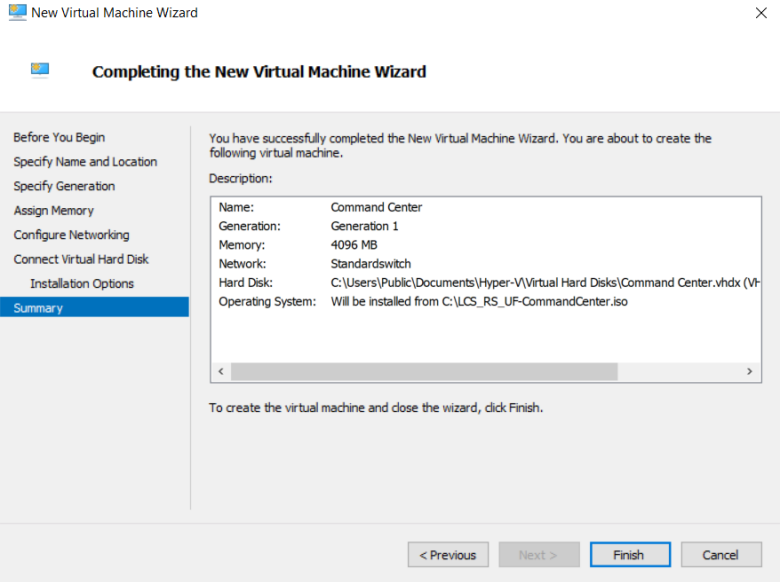 New Virtual Machine Wizard
Completing the New Virtual Machine Wizard
Before You Begin
Specify Name and Location
Specify Generation
Assign Memory
Configure Networking
Connect Virtual Hard Disk
Installation Options
Summary
You have successfully completed the New Virtual Machine Wizard. You are about to create the
following virtual machine.
Description:
Name: Command Center
Generation: Generation 1
Memory: 4096 MB
Network: Standardswitch
Hard Disk: C:\Users\Public\Documents\Hyper-V\Virtual Hard Disks\Command Center.vhdx (VH
Operating System: Will be installed from C:\LCS_RS_UF-CommandCenter.iso
To create the virtual machine and close the wizard, click Finish.
< Previous
Next >
Finish
Cancel